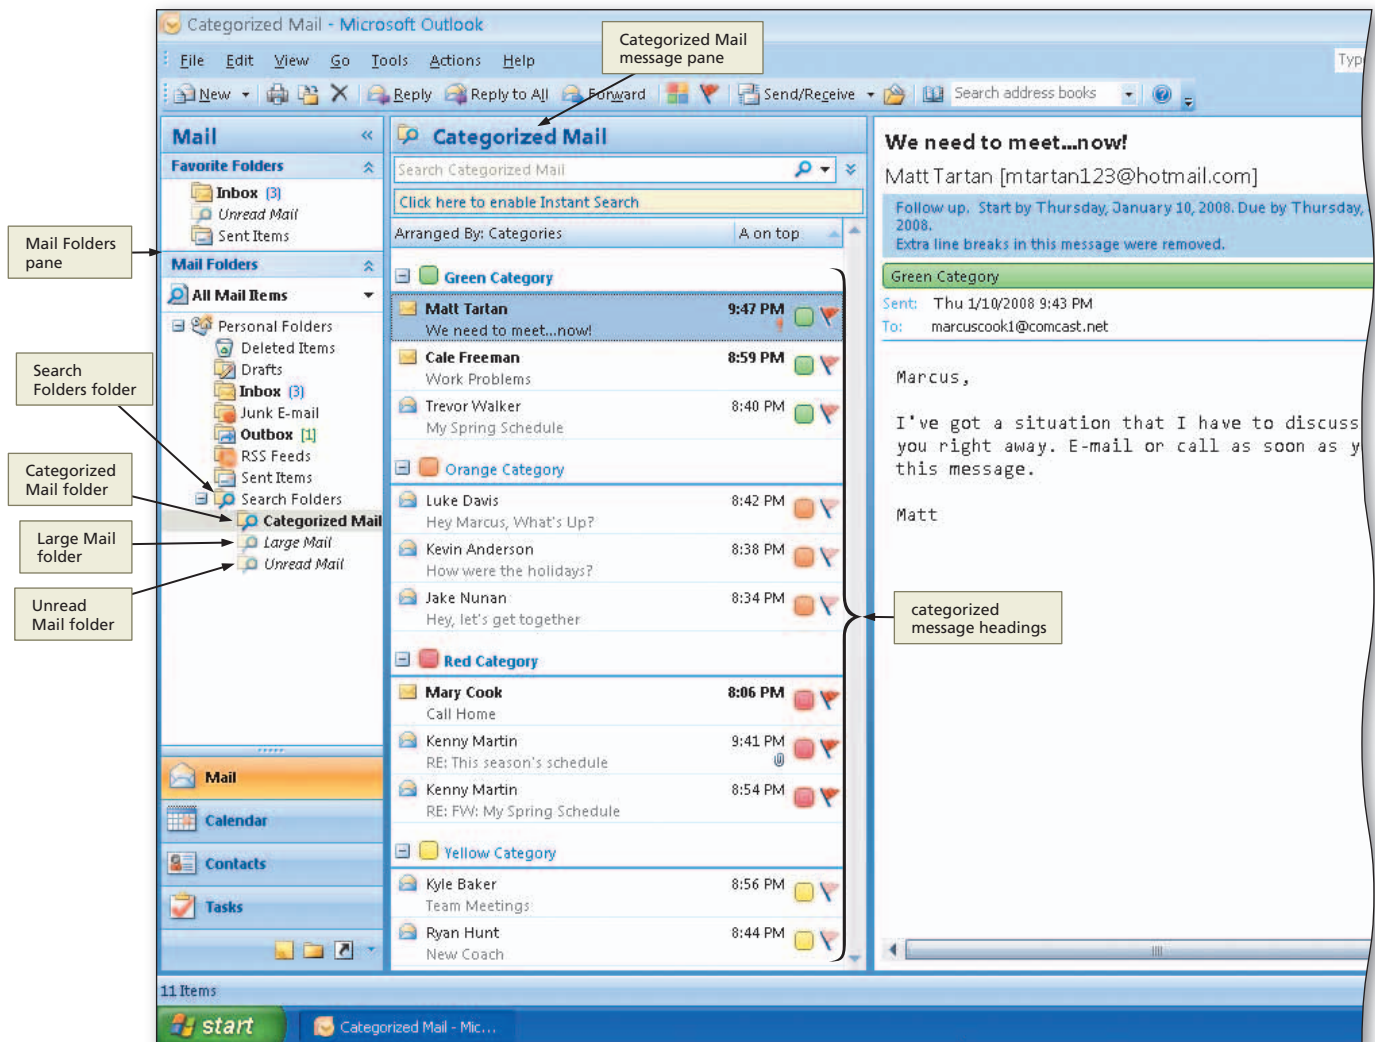 Categorized Mail - Microsoft Outlook
File Edit View Go Tools Actions Help
New Reply Reply to All Forward Send/Receive Search address books
Categorized Mail
message pane
Mail
Favorite Folders
Inbox (3)
Unread Mail
Sent Items
Mail Folders
pane
Mail Folders
All Mail Items
Personal Folders
Deleted Items
Drafts
Inbox (3)
Junk E-mail
Outbox [1]
RSS Feeds
Sent Items
Search Folders
Categorized Mail
Large Mail
Unread Mail
Search
Folders folder
Categorized
Mail folder
Large Mail
folder
Unread
Mail folder
Mail
Calendar
Contacts
Tasks
Categorized Mail
Search Categorized Mail
Click here to enable Instant Search
Arranged By: Categories A on top
Green Category
Matt Tartan 9:47 PM
We need to meet...now!
Cale Freeman 8:59 PM
Work Problems
Trevor Walker 8:40 PM
My Spring Schedule
Orange Category
Luke Davis 8:42 PM
Hey Marcus, What's Up?
Kevin Anderson 8:38 PM
How were the holidays?
Jake Nunan 8:34 PM
Hey, let's get together
Red Category
Mary Cook 8:06 PM
Call Home
Kenny Martin 9:41 PM
RE: This season's schedule
Kenny Martin 8:54 PM
RE: FW: My Spring Schedule
Yellow Category
Kyle Baker 8:56 PM
Team Meetings
Ryan Hunt 8:44 PM
New Coach
categorized
message headings
We need to meet...now!
Matt Tartan [mtartan123@hotmail.com]
Follow up. Start by Thursday, January 10, 2008. Due by Thursday,
2008.
Extra line breaks in this message were removed.
Green Category
Sent: Thu 1/10/2008 9:43 PM
To: marcuscook1@comcast.net
Marcus,
I've got a situation that I have to discuss
you right away. E-mail or call as soon as y
this message.
Matt
11 Items
start Categorized Mail - Mic...